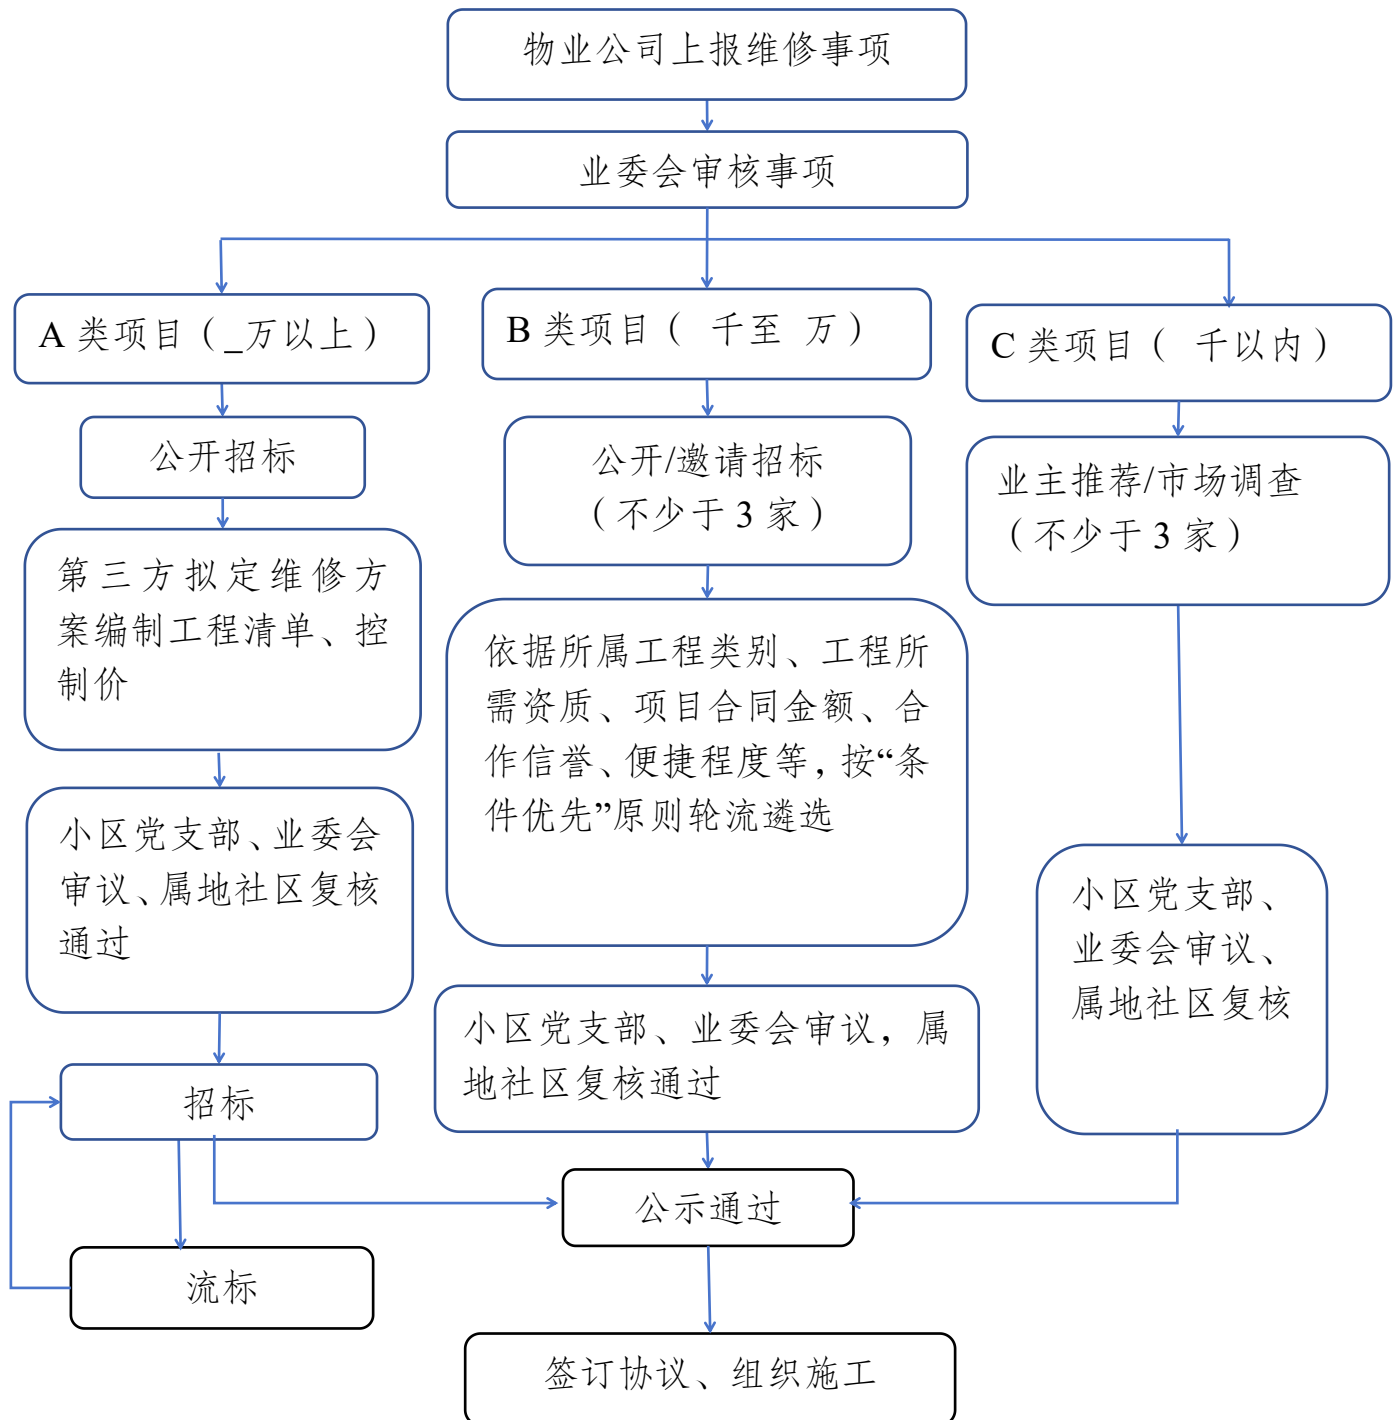 物业公司上报维修事项
业委会审核事项
A 类项目（_万以上）
B 类项目（ 千至 万）
C 类项目（ 千以内）
公开招标
公开/邀请招标
（不少于 3 家）
业主推荐/市场调查
（不少于 3 家）
第三方拟定维修方
案编制工程清单、控
制价
依据所属工程类别、工程所
需资质、项目合同金额、合
作信誉、便捷程度等，按“条
件优先”原则轮流遴选
小区党支部、业委会
审议、属地社区复核
通过
小区党支部、
业委会审议、
属地社区复核
小区党支部、业委会审议，属
地社区复核通过
招标
公示通过
流标
签订协议、组织施工